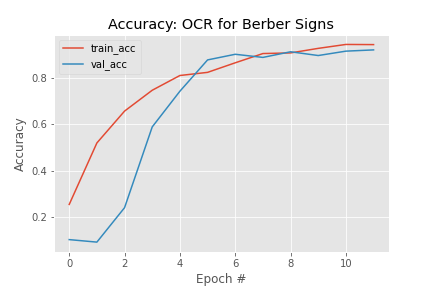 Accuracy: OCR for Berber Signs
train_acc
val_acc
0.8
0.6
0.4
0.2
Accuracy
0 2 4 6 8 10
Epoch #